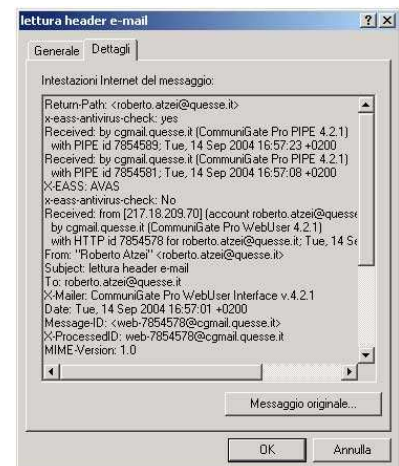 lettura header e-mail
Generale
Dettagli
Intestazioni Internet del messaggio:
Return-Path: <roberto.atzei@quesse.it>
x-eass-antivirus-check: yes
Received: by cgmail.quesse.it (CommuniGate Pro PIPE 4.2.1)
with PIPE id 7854589; Tue, 14 Sep 2004 16:57:23 +0200
Received: by cgmail.quesse.it (CommuniGate Pro PIPE 4.2.1)
with PIPE id 7854581; Tue, 14 Sep 2004 16:57:08 +0200
X-EASS: AVAS
x-eass-antivirus-check: No
Received: from [217.18.209.70] (account roberto.atzei@quesse
by cgmail.quesse.it (CommuniGate Pro WebUser 4.2.1)
with HTTP id 7854578 for roberto.atzei@quesse.it; Tue, 14 Se
From: "Roberto Atzei" <roberto.atzei@quesse.it>
Subject: lettura header e-mail
To: roberto.atzei@quesse.it
X-Mailer: CommuniGate Pro WebUser Interface v.4.2.1
Date: Tue, 14 Sep 2004 16:57:01 +0200
Message-ID: <web-7854578@cgmail.quesse.it>
X-ProcessedID: web-7854578@cgmail.quesse.it
MIME-Version: 1.0
Messaggio originale...
OK
Annulla